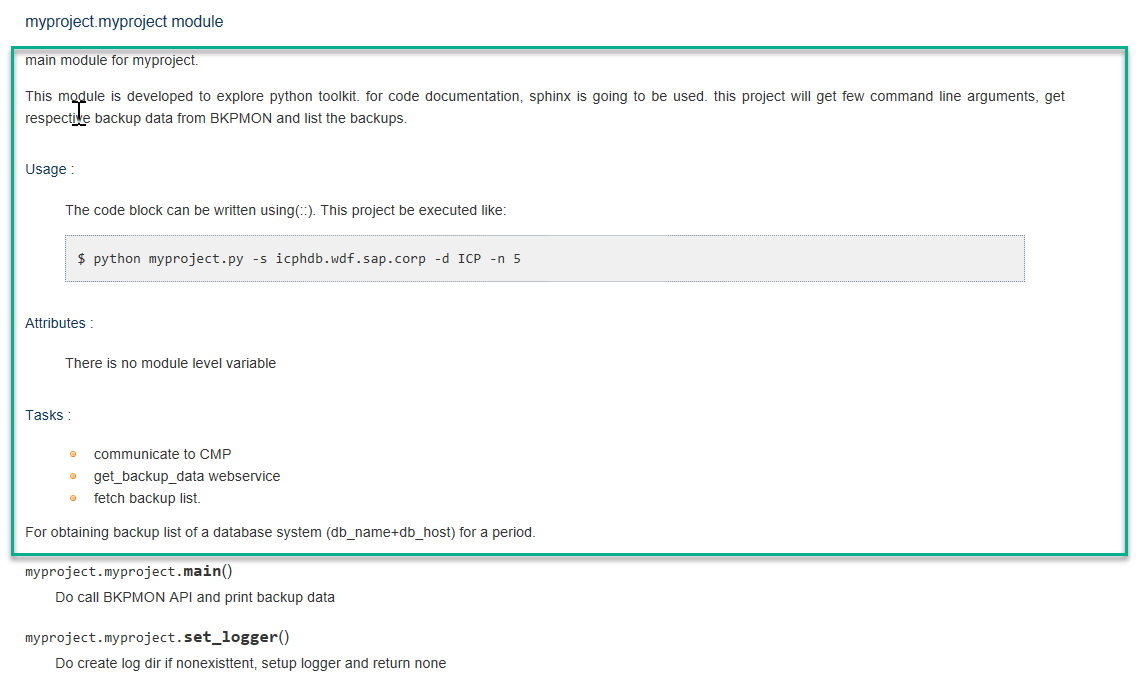 myproject.myproject module
main module for myproject.
This module is developed to explore python toolkit. for code documentation, sphinx is going to be used. this project will get few command line arguments, get
respective backup data from BKPMON and list the backups.
Usage :
The code block can be written using(::). This project be executed like:
$ python myproject.py -s icphdb.wdf.sap.corp -d ICP -n 5
Attributes :
There is no module level variable
Tasks :
communicate to CMP
get_backup_data webservice
fetch backup list.
For obtaining backup list of a database system (db_name+db_host) for a period.
myproject.myproject.main()
Do call BKPMON API and print backup data
myproject.myproject.set_logger()
Do create log dir if nonexisttent, setup logger and return none